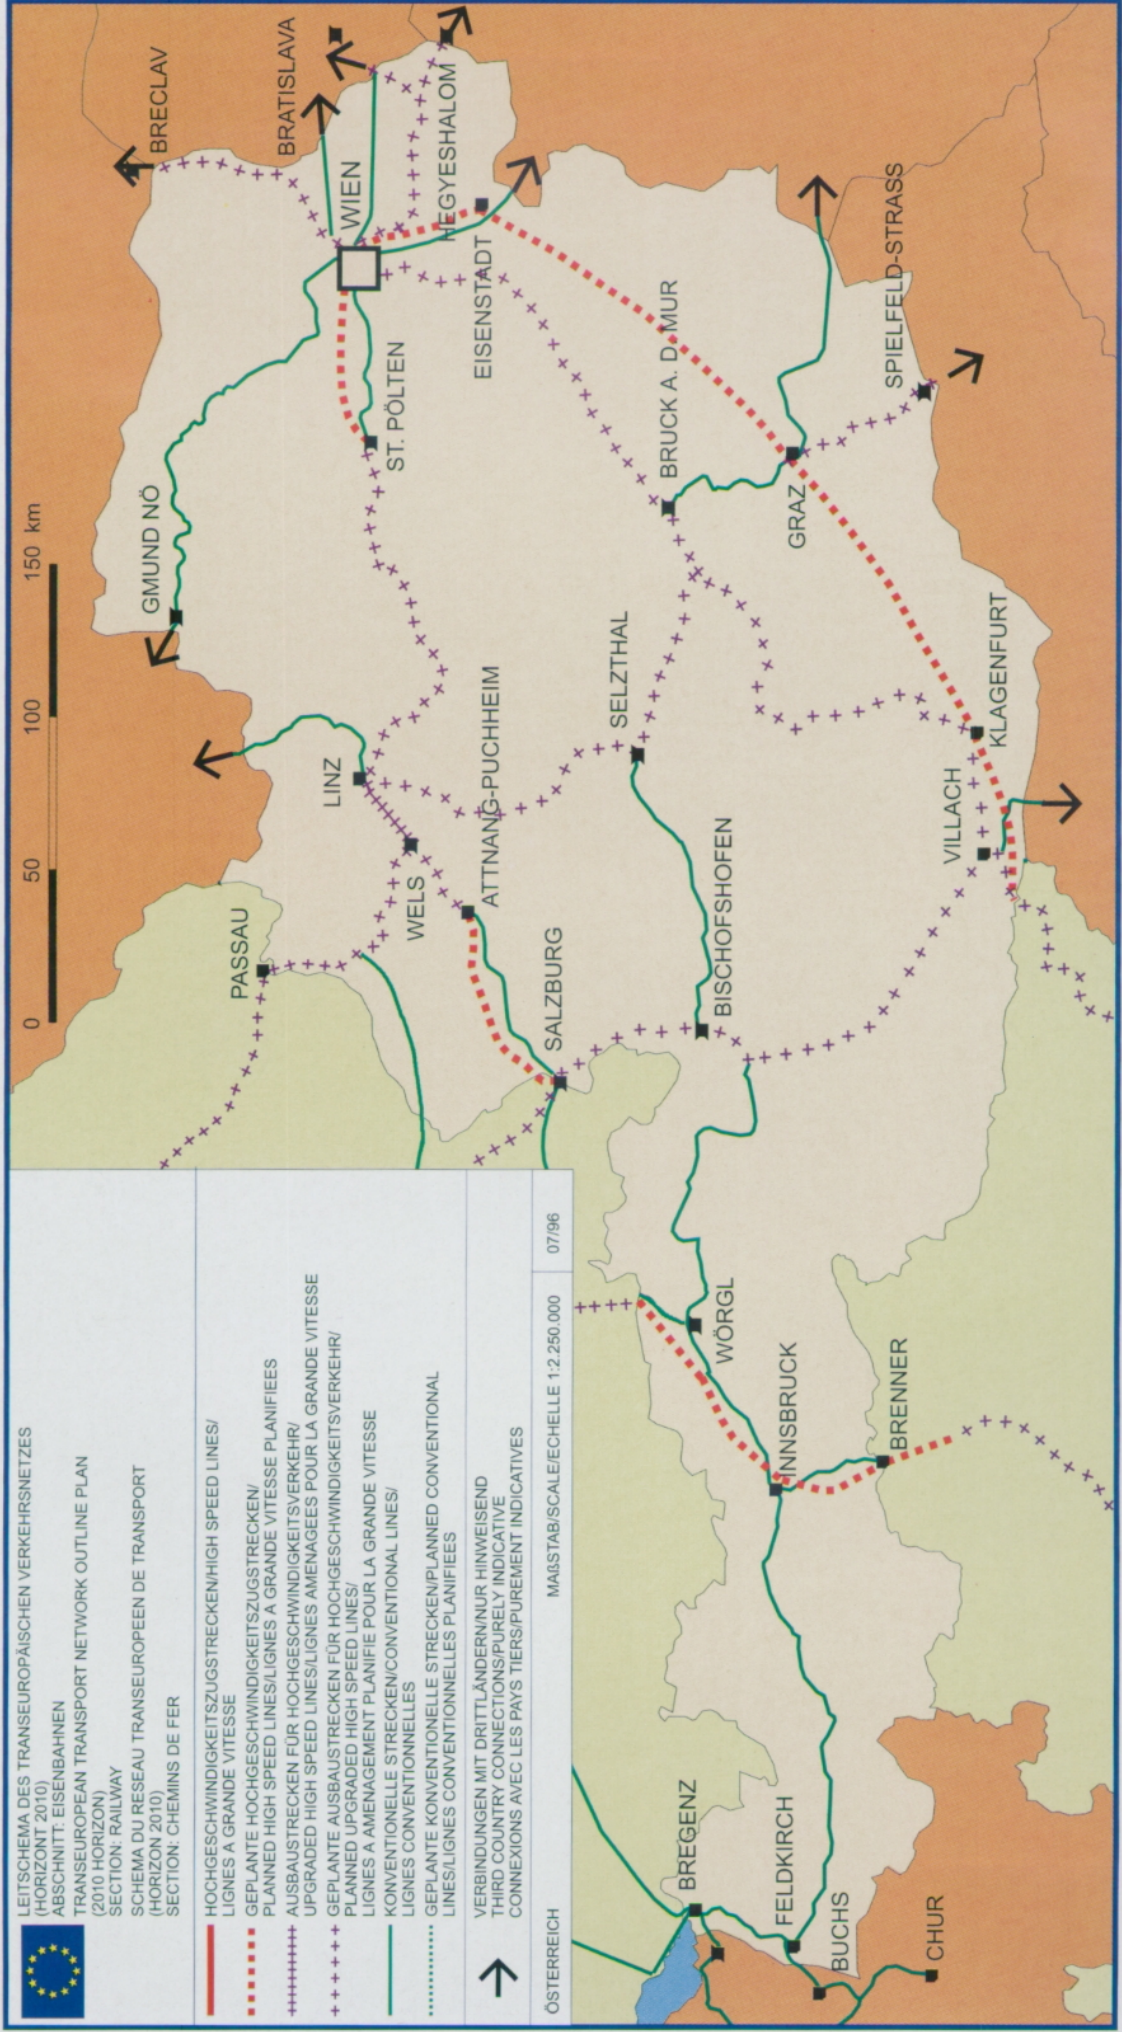 LEITSCHEMA DES TRANSEUROPÄISCHEN VERKEHRSNETZES
(HORIZONT 2010)
ABSCHNITT: EISENBAHNEN
TRANSEUROPEAN TRANSPORT NETWORK OUTLINE PLAN
(2010 HORIZON)
SECTION: RAILWAY
SCHEMA DU RESEAU TRANSEUROPEEN DE TRANSPORT
(HORIZON 2010)
SECTION: CHEMINS DE FER
HOCHGESCHWINDIGKEITSZUGSTRECKEN/HIGH SPEED LINES/
LIGNES A GRANDE VITESSE
GEPLANTE HOCHGESCHWINDIGKEITSZUGSTRECKEN/
PLANNED HIGH SPEED LINES/LIGNES A GRANDE VITESSE PLANIFIEES
AUSBAUSTRECKEN FÜR HOCHGESCHWINDIGKEITSVERKEHR/
UPGRADED HIGH SPEED LINES/LIGNES AMENAGEES POUR LA GRANDE VITESSE
GEPLANTE AUSBAUSTRECKEN FÜR HOCHGESCHWINDIGKEITSVERKEHR/
PLANNED UPGRADED HIGH SPEED LINES/
LIGNES A AMENAGEMENT PLANIFIE POUR LA GRANDE VITESSE
KONVENTIONELLE STRECKEN/CONVENTIONAL LINES/
LIGNES CONVENTIONNELLES
GEPLANTE KONVENTIONELLE STRECKEN/PLANNED CONVENTIONAL
LINES/LIGNES CONVENTIONNELLES PLANIFIEES
VERBINDUNGEN MIT DRITTLÄNDERN/NUR HINWEISEND
THIRD COUNTRY CONNECTIONS/PURELY INDICATIVE
CONNEXIONS AVEC LES PAYS TIERS/PUREMENT INDICATIVES
ÖSTERREICH MAßSTAB/SCALE/ECHELLE 1:2.250.000 07/96
0 50 100 150 km
GMUND NÖ
BRECLAV
BRATISLAVA
PASSAU
LINZ
WIEN
WELS
ST. PÖLTEN
HEGYESHALOM
ATTNANG-PUCHHEIM
EISENSTADT
SALZBURG
SELZTHAL
BRUCK A. D. MUR
BREGENZ
WÖRGL
BISCHOFSHOFEN
FELDKIRCH
INNSBRUCK
GRAZ
BUCHS
BRENNER
VILLACH
SPIELFELD-STRASS
CHUR
KLAGENFURT